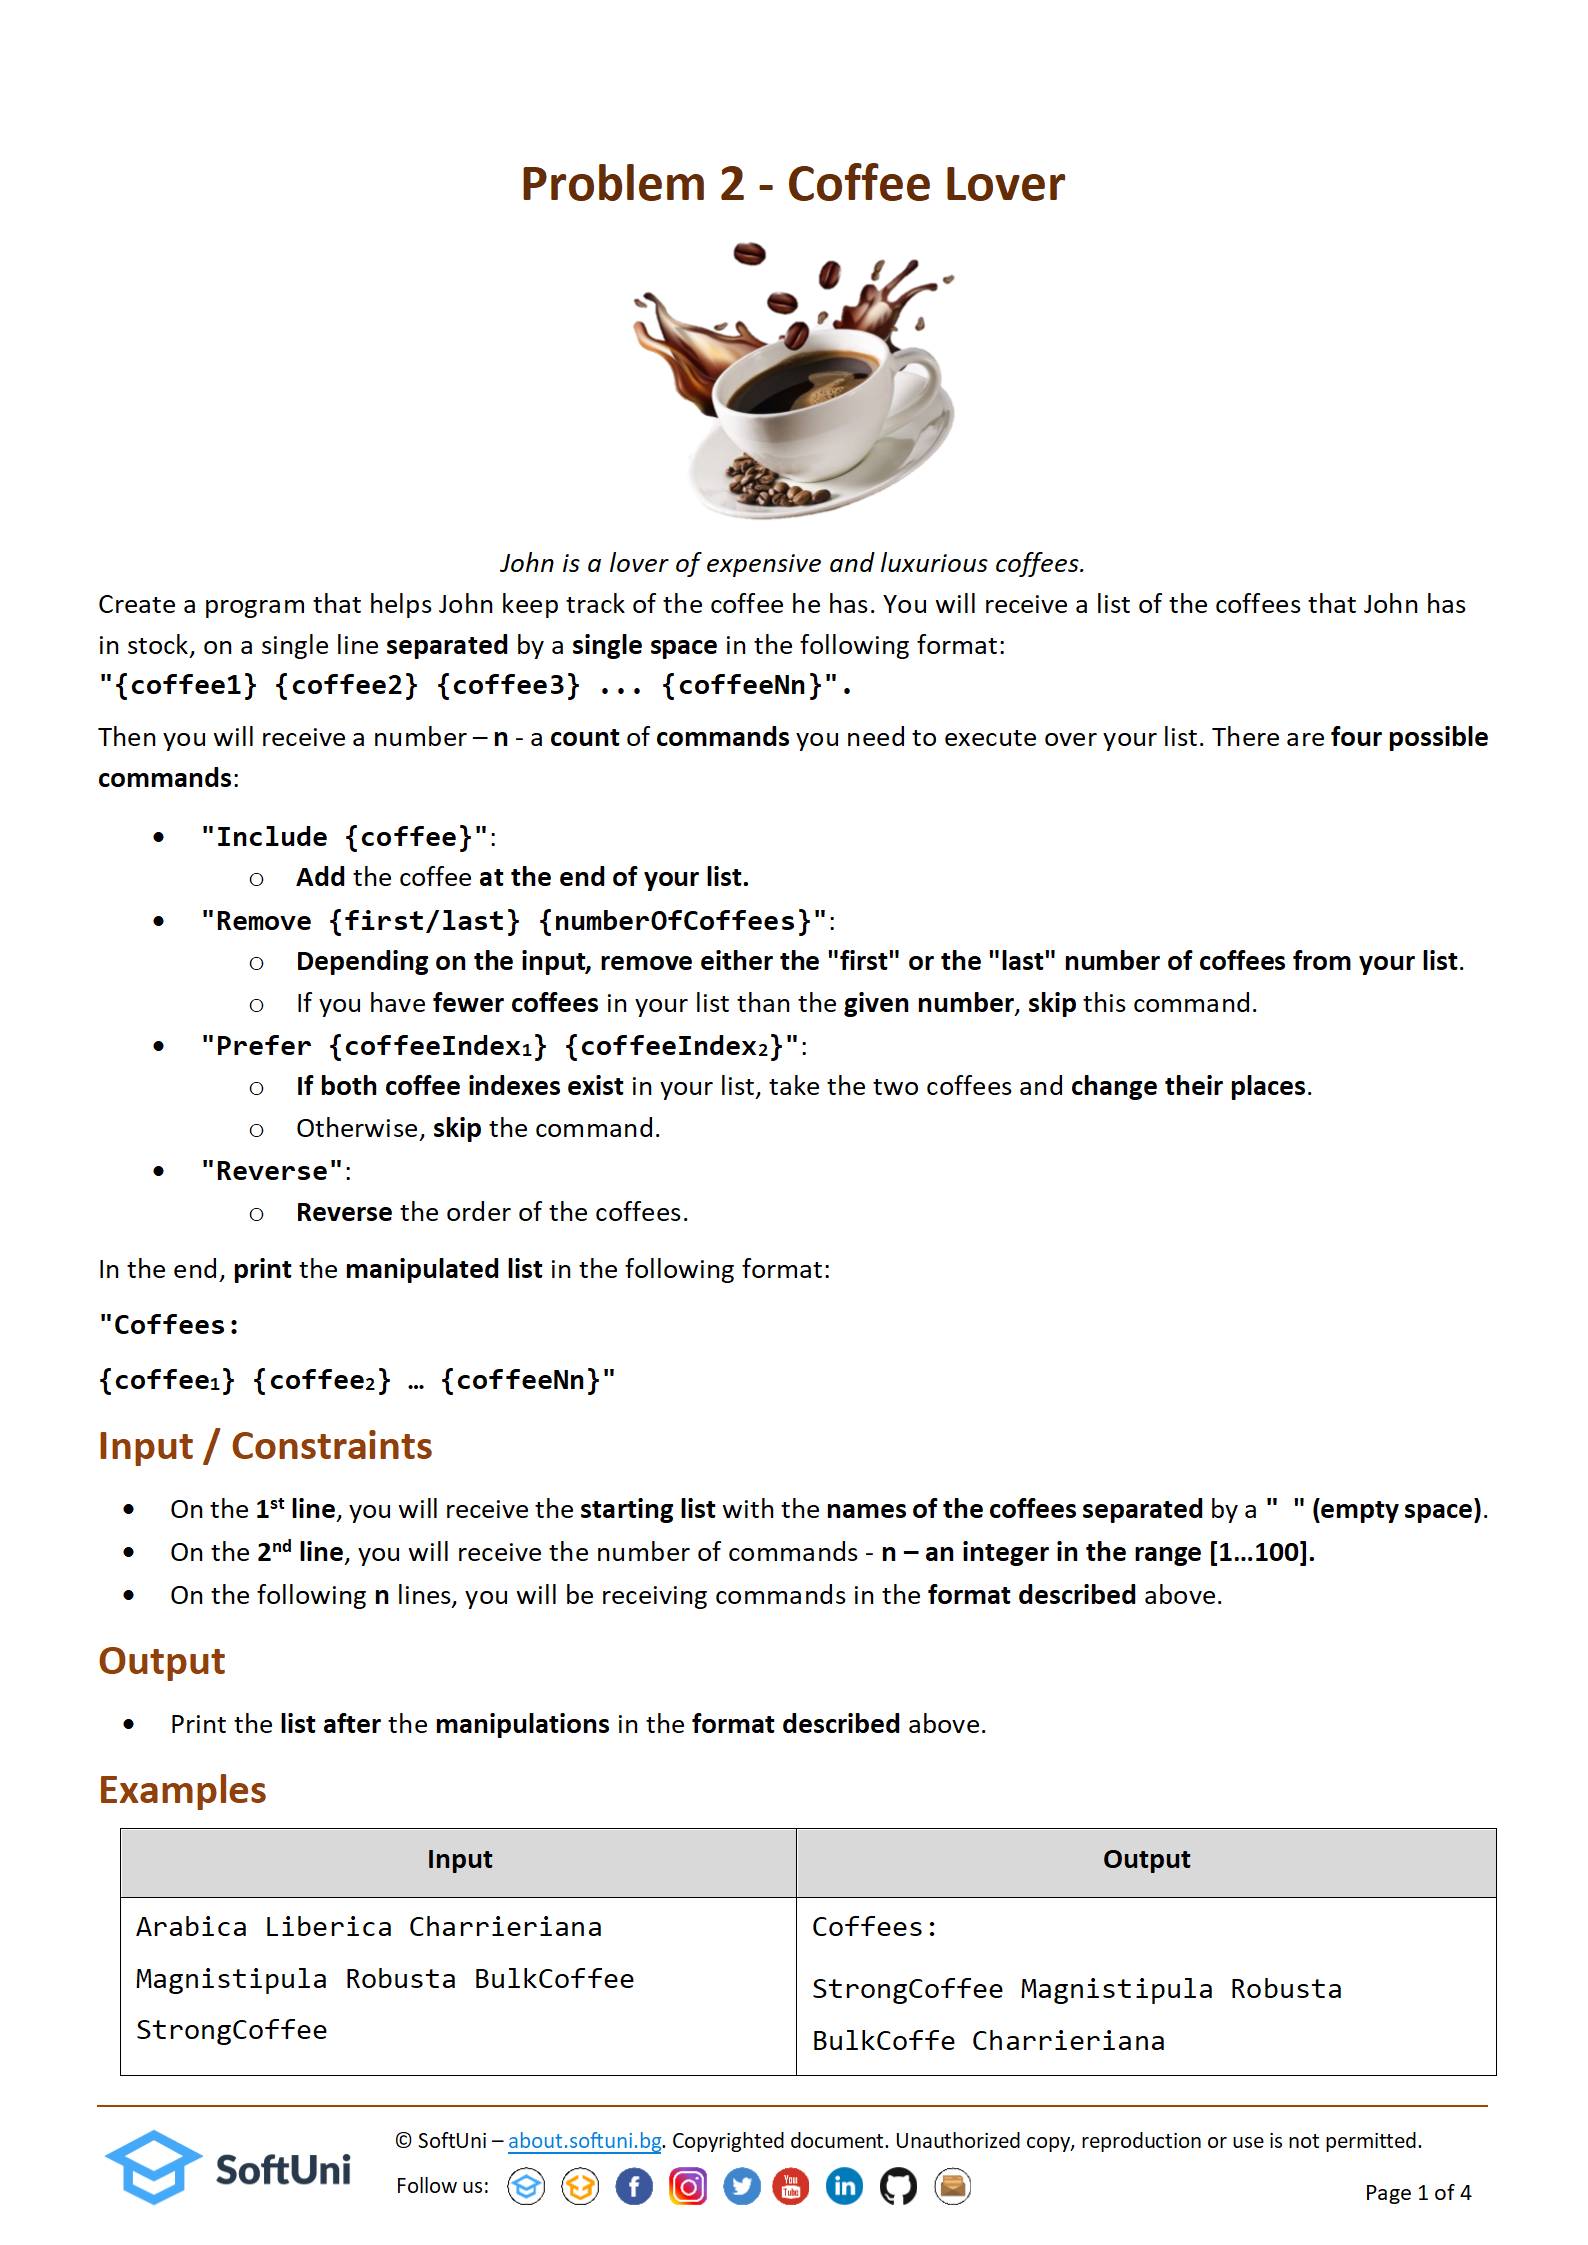 Problem 2 - Coffee Lover
John is a lover of expensive and luxurious coffees.
Create a program that helps John keep track of the coffee he has. You will receive a list of the coffees that John has
in stock, on a single line separated by a single space in the following format:
"{coffee1} {coffee2} {coffee3} ... {coffeeNn}".
Then you will receive a number – n - a count of commands you need to execute over your list. There are four possible
commands:
• "Include {coffee}":
o Add the coffee at the end of your list.
• "Remove {first/last} {numberOfCoffees}":
o Depending on the input, remove either the "first" or the "last" number of coffees from your list.
o If you have fewer coffees in your list than the given number, skip this command.
• "Prefer {coffeeIndex1} {coffeeIndex2}":
o If both coffee indexes exist in your list, take the two coffees and change their places.
o Otherwise, skip the command.
• "Reverse":
o Reverse the order of the coffees.
In the end, print the manipulated list in the following format:
"Coffees:
{coffee1} {coffee2} … {coffeeNn}"
Input / Constraints
• On the 1st line, you will receive the starting list with the names of the coffees separated by a " " (empty space).
• On the 2nd line, you will receive the number of commands - n – an integer in the range [1…100].
• On the following n lines, you will be receiving commands in the format described above.
Output
• Print the list after the manipulations in the format described above.
Examples
Input Output
Arabica Liberica Charrieriana
Magnistipula Robusta BulkCoffee
StrongCoffee
Coffees:
StrongCoffee Magnistipula Robusta
BulkCoffe Charrieriana
SoftUni
© SoftUni – about.softuni.bg. Copyrighted document. Unauthorized copy, reproduction or use is not permitted.
Follow us:
You
Tube
in
Page 1 of 4